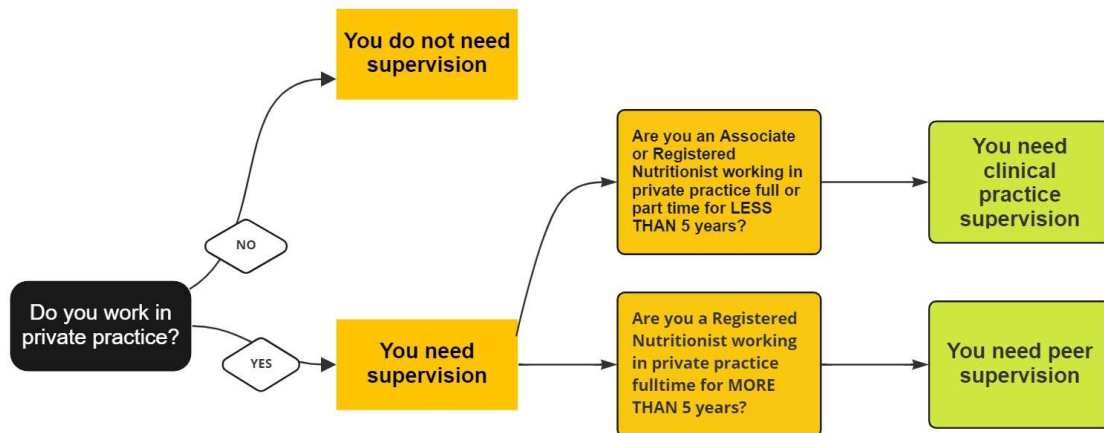 Do you work in
private practice?
NO
You do not need
supervision
YES
You need
supervision
Are you an Associate
or Registered
Nutritionist working in
private practice full or
part time for LESS
THAN 5 years?
You need
clinical
practice
supervision
Are you a Registered
Nutritionist working
in private practice
fulltime for MORE
THAN 5 years?
You need peer
supervision